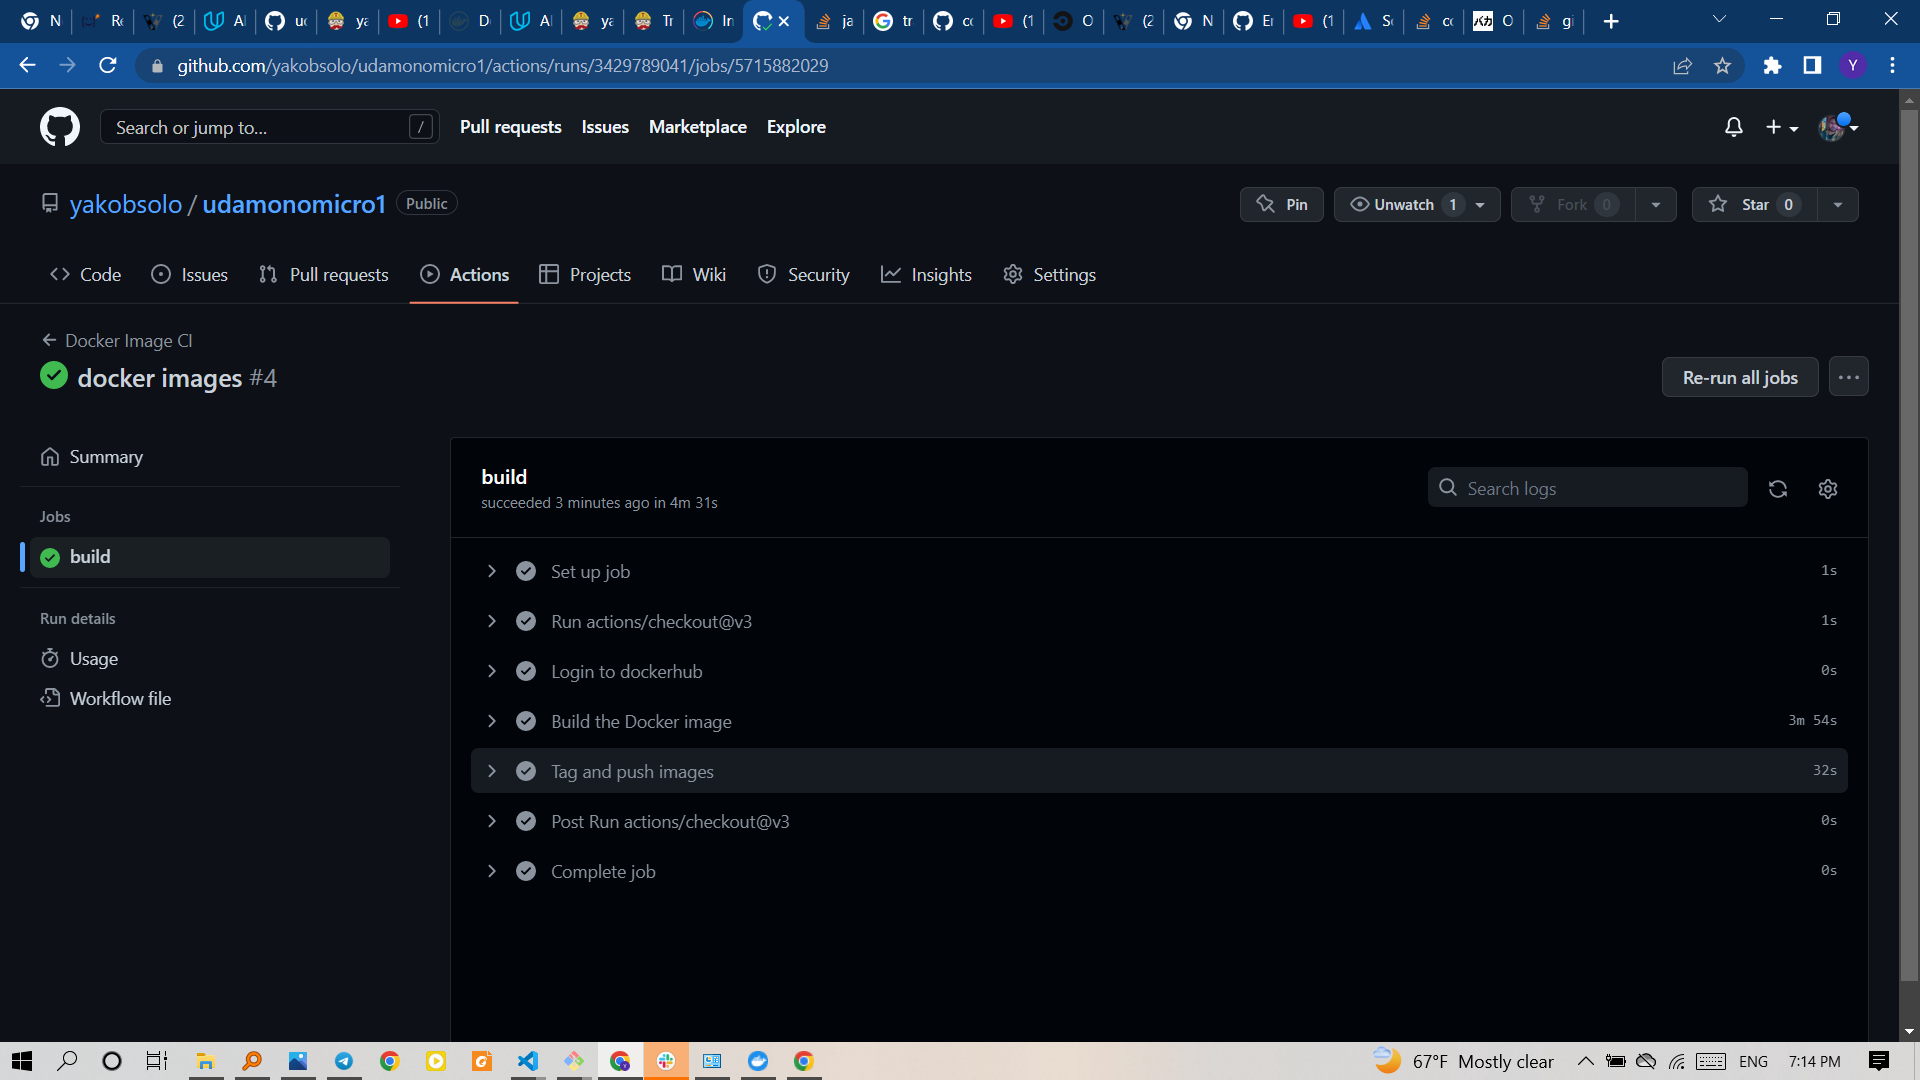 N
Re
(2
Al
uc
ya
(1
D
Al
ya
Tr
In
ja
tr
cc
(1
O
(2
N
Er
(1
Sc
cc
O
gi
github.com/yakobsolo/udamonomicro1/actions/runs/3429789041/jobs/5715882029
Y
Search or jump to...
/
Pull requests
Issues
Marketplace
Explore
yakobsolo / udamonomicro1
Public
Pin
Unwatch 1
Fork 0
Star 0
Code
Issues
Pull requests
Actions
Projects
Wiki
Security
Insights
Settings
Docker Image CI
docker images #4
Re-run all jobs
Summary
Jobs
build
Run details
Usage
Workflow file
build
succeeded 3 minutes ago in 4m 31s
Search logs
Set up job 1s
Run actions/checkout@v3 1s
Login to dockerhub 0s
Build the Docker image 3m 54s
Tag and push images 32s
Post Run actions/checkout@v3 0s
Complete job 0s
67°F Mostly clear
ENG
7:14 PM